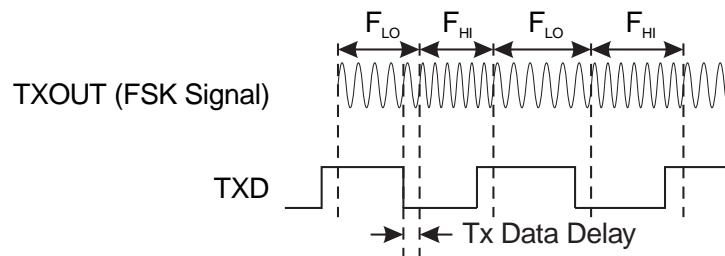 F_LO F_HI F_LO F_HI
TXOUT (FSK Signal)
TXD
Tx Data Delay